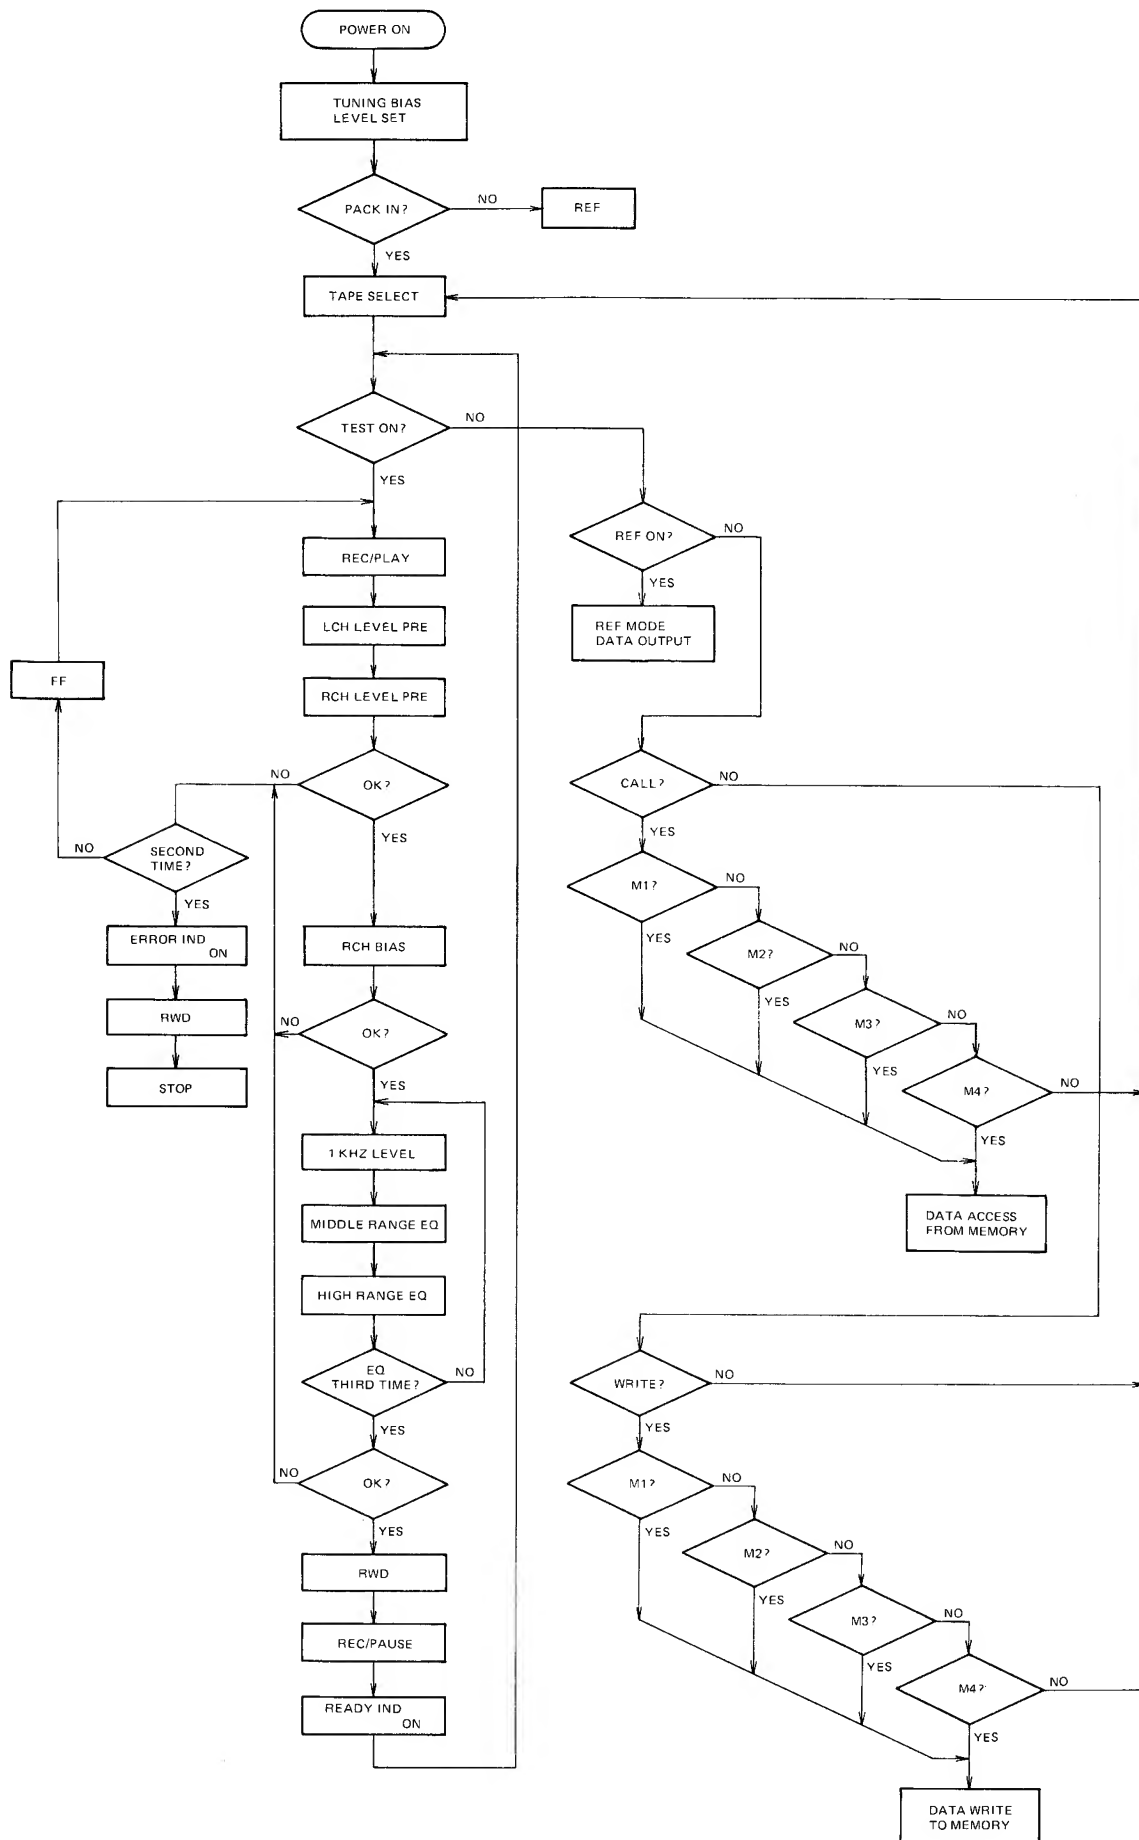 POWER ON
TUNING BIAS
LEVEL SET
PACK IN?
NO
REF
YES
TAPE SELECT
TEST ON?
NO
YES
REF ON?
NO
YES
REF MODE
DATA OUTPUT
REC/PLAY
LCH LEVEL PRE
RCH LEVEL PRE
FF
OK?
NO
YES
SECOND
TIME?
NO
YES
ERROR IND
ON
RWD
STOP
RCH BIAS
OK?
NO
YES
1 KHZ LEVEL
MIDDLE RANGE EQ
HIGH RANGE EQ
EQ
THIRD TIME?
NO
YES
OK?
NO
YES
RWD
REC/PAUSE
READY IND
ON
CALL?
NO
YES
M1?
NO
YES
M2?
NO
YES
M3?
NO
YES
M4?
NO
YES
DATA ACCESS
FROM MEMORY
WRITE?
NO
YES
M1?
NO
YES
M2?
NO
YES
M3?
NO
YES
M4?
NO
YES
DATA WRITE
TO MEMORY